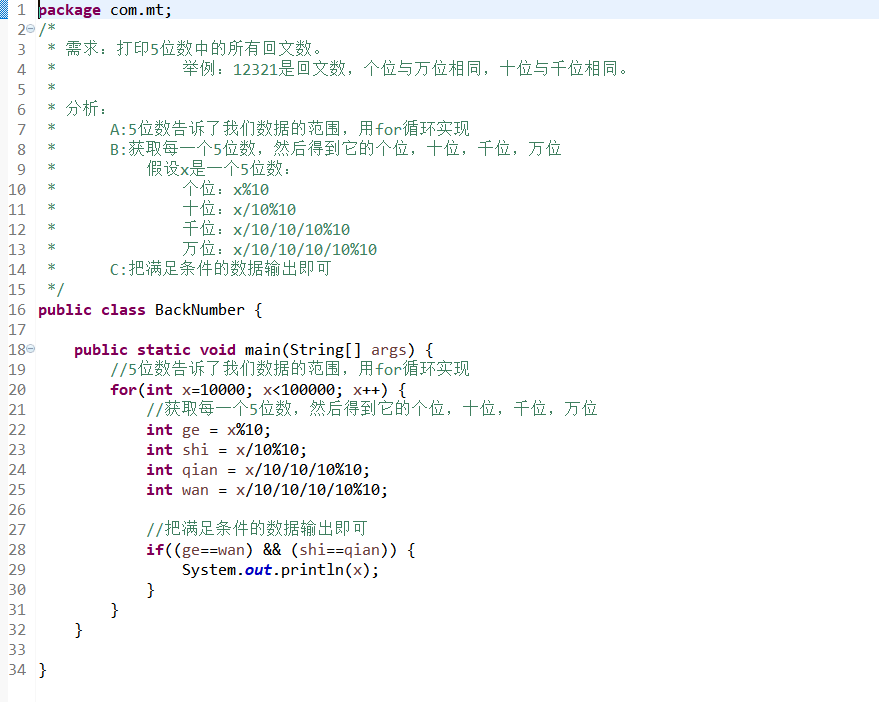 1 package com.mt;
2 /*
3  * 需求：打印5位数中的所有回文数。
4  *              举例：12321是回文数，个位与万位相同，十位与千位相同。
5  *
6  * 分析：
7  *      A:5位数告诉了我们数据的范围，用for循环实现
8  *      B:获取每一个5位数，然后得到它的个位，十位，千位，万位
9  *          假设x是一个5位数：
10  *              个位：x%10
11  *              十位：x/10%10
12  *              千位：x/10/10/10%10
13  *              万位：x/10/10/10/10%10
14  *      C:把满足条件的数据输出即可
15  */
16 public class BackNumber {
17
18     public static void main(String[] args) {
19         //5位数告诉了我们数据的范围，用for循环实现
20         for(int x=10000; x<100000; x++) {
21             //获取每一个5位数，然后得到它的个位，十位，千位，万位
22             int ge = x%10;
23             int shi = x/10%10;
24             int qian = x/10/10/10%10;
25             int wan = x/10/10/10/10%10;
26
27             //把满足条件的数据输出即可
28             if((ge==wan) && (shi==qian)) {
29                 System.out.println(x);
30             }
31         }
32     }
33
34 }